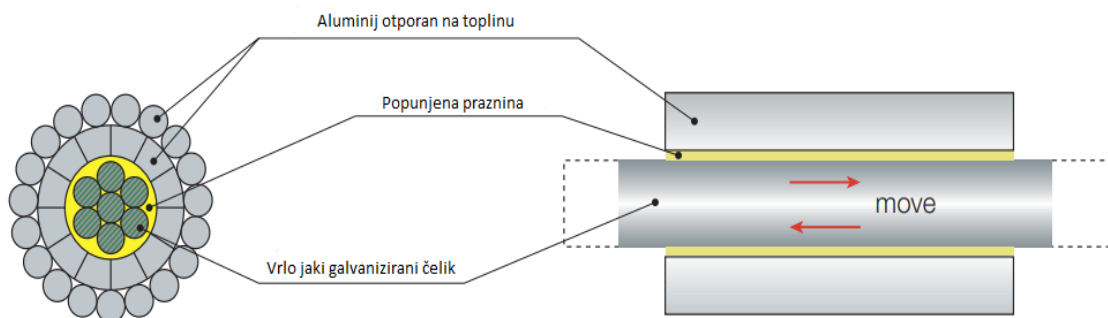 Aluminij otporan na toplinu
Popunjena praznina
move
Vrlo jaki galvanizirani čelik